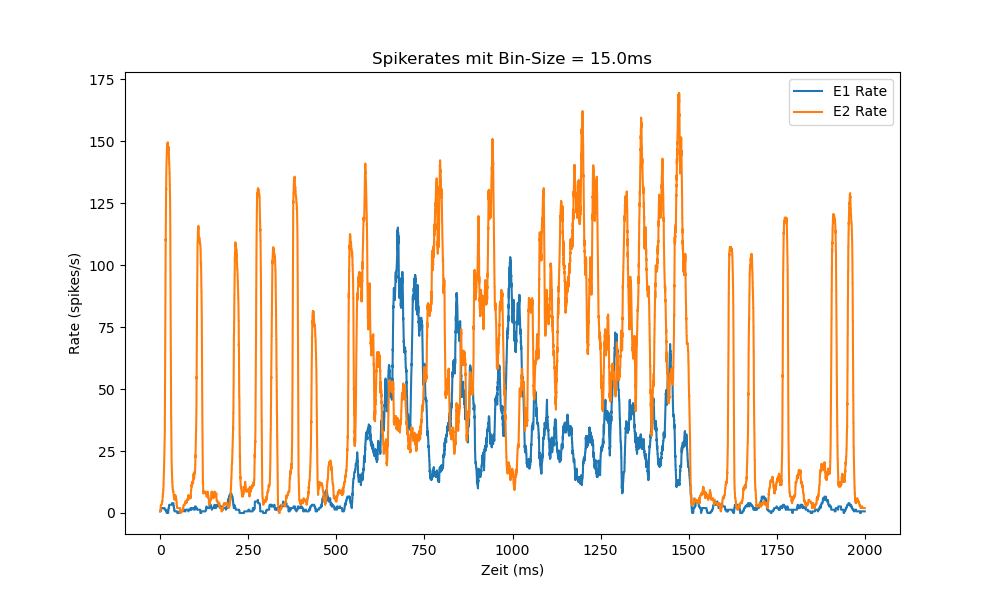 Spikerates mit Bin-Size = 15.0ms
E1 Rate
E2 Rate
175
150
125
100
75
50
25
0
Rate (spikes/s)
0 250 500 750 1000 1250 1500 1750 2000
Zeit (ms)